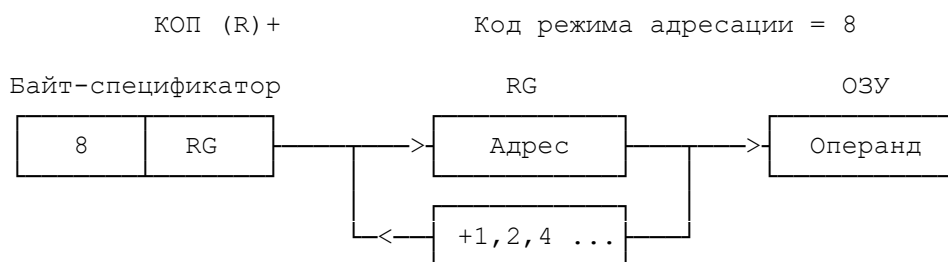 КОП (R)+ Код режима адресации = 8
Байт-спецификатор RG ОЗУ
8 RG > Адрес > Операнд
< +1,2,4 ...